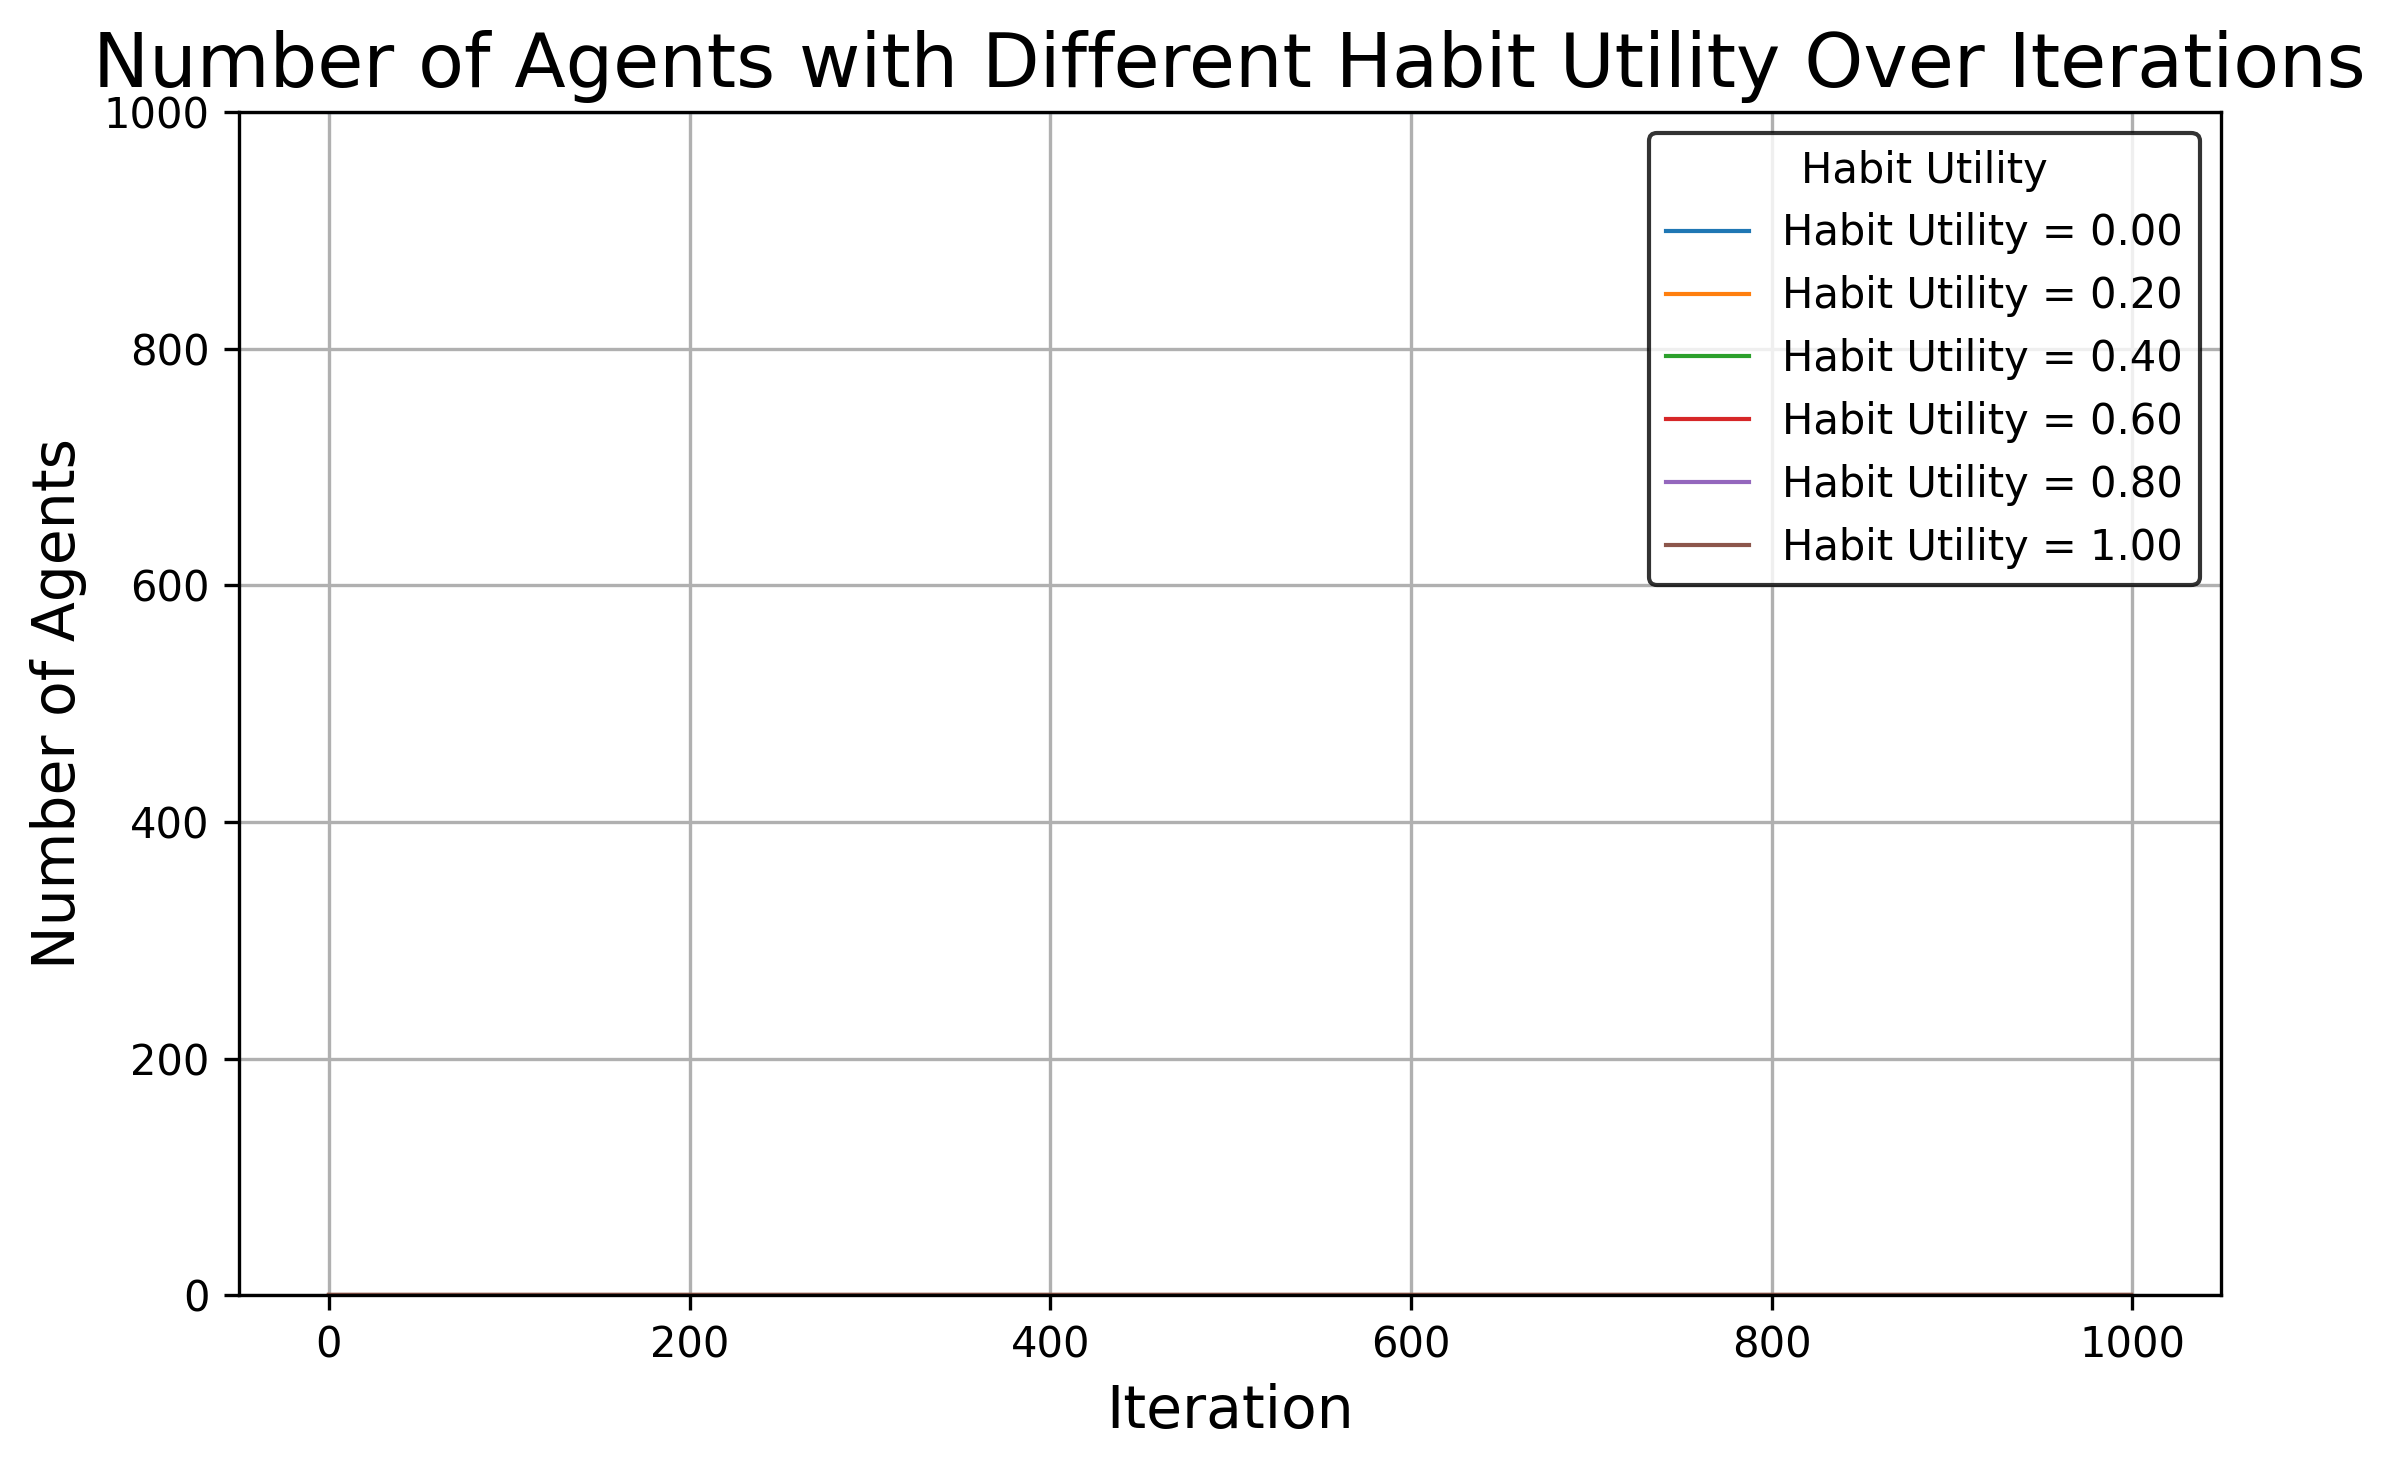 Number of Agents with Different Habit Utility Over Iterations
1000
800
600
400
200
0
Number of Agents
Habit Utility
Habit Utility = 0.00
Habit Utility = 0.20
Habit Utility = 0.40
Habit Utility = 0.60
Habit Utility = 0.80
Habit Utility = 1.00
0 200 400 600 800 1000
Iteration